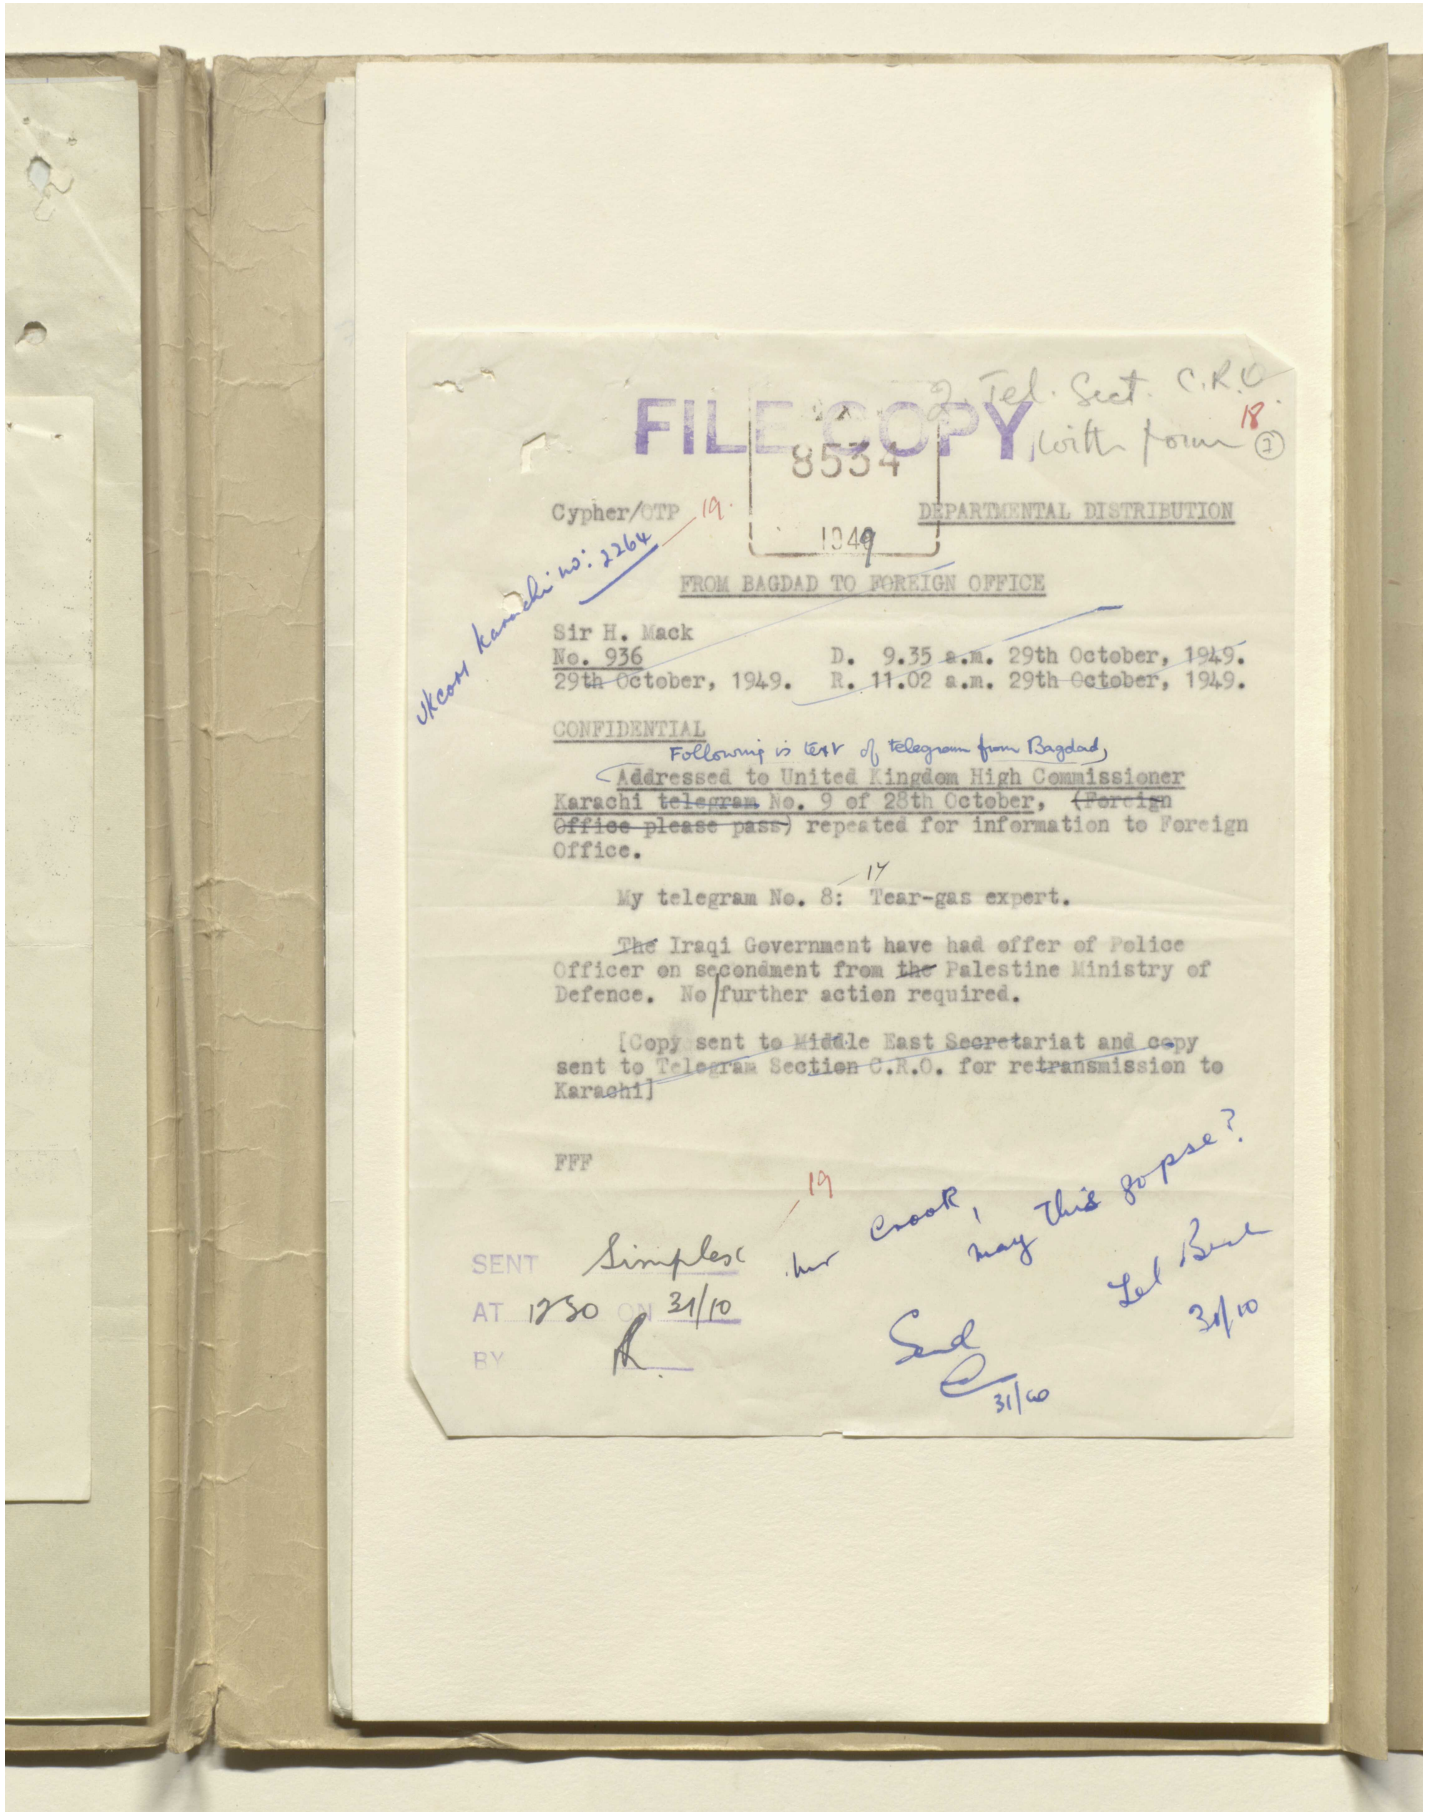 2. Tel. Sect. C.R.O.
18
FILE COPY
with form 7
8534
Cypher/OTP
19.
DEPARTMENTAL DISTRIBUTION
1949
UKCOM Karachi no: 2264
FROM BAGDAD TO FOREIGN OFFICE
Sir H. Mack
No. 936 D. 9.35 a.m. 29th October, 1949.
29th October, 1949. R. 11.02 a.m. 29th October, 1949.
CONFIDENTIAL
Following is text of telegram from Bagdad,
Addressed to United Kingdom High Commissioner
Karachi telegram No. 9 of 28th October, (Foreign
Office please pass) repeated for information to Foreign
Office.
17
My telegram No. 8: Tear-gas expert.
The Iraqi Government have had offer of Police
Officer on secondment from the Palestine Ministry of
Defence. No/further action required.
[Copy sent to Middle East Secretariat and copy
sent to Telegram Section C.R.O. for retransmission to
Karachi]
FFF
19
Mr Crook,
May this go pse?
SENT Simplex
AT 1230 ON 31/10
BY
31/10
Send
31/10